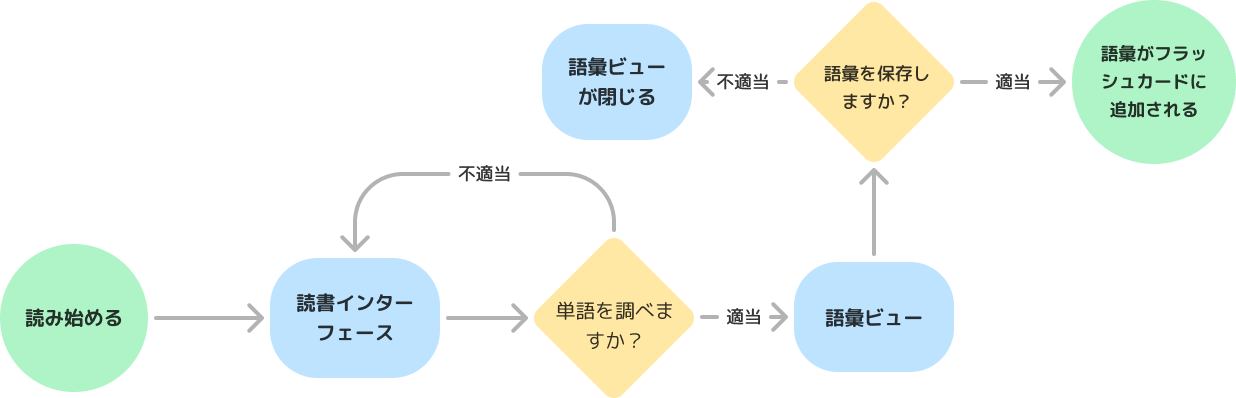 語彙ビュー
が閉じる
不適当
語彙を保存し
ますか？
適当
語彙がフラッ
シュカードに
追加される
不適当
読み始める
読書インター
フェース
単語を調べま
すか？
適当
語彙ビュー